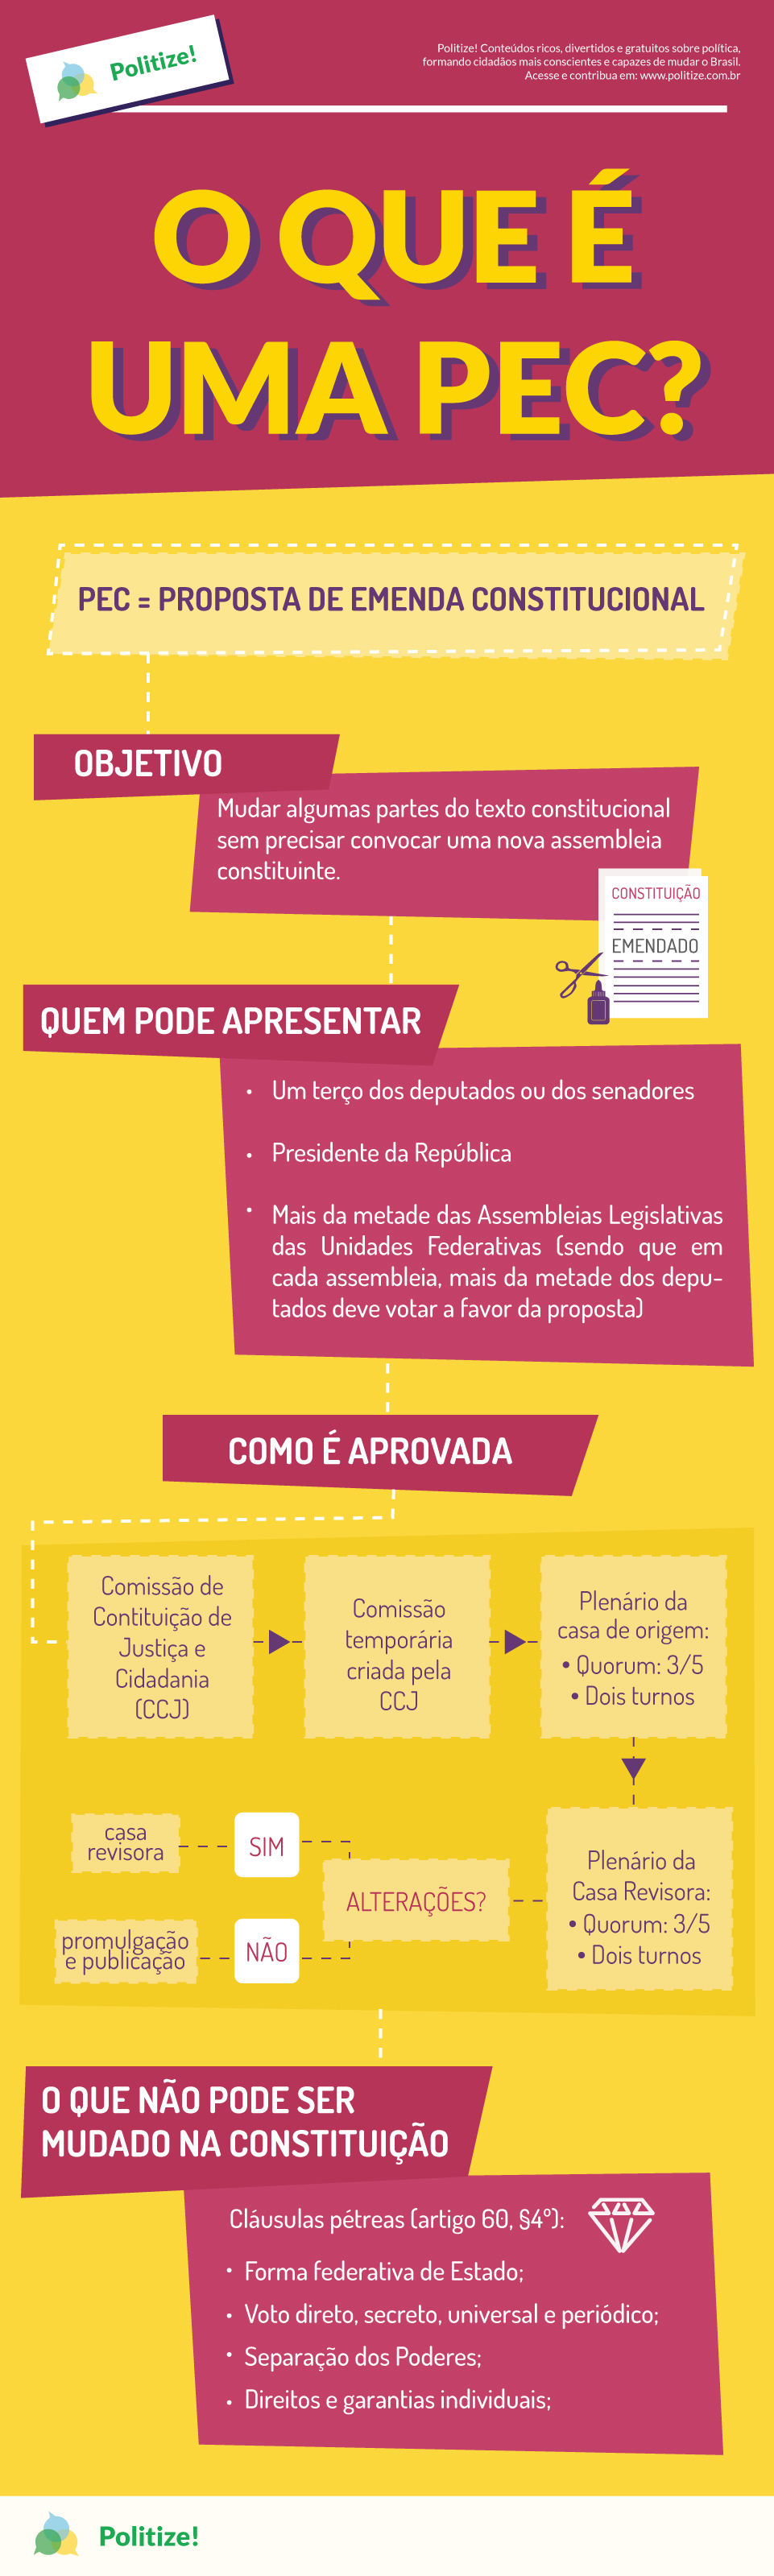 Politize!
Politize! Conteúdos ricos, divertidos e gratuitos sobre política,
formando cidadãos mais conscientes e capazes de mudar o Brasil.
Acesse e contribua em: www.politize.com.br
O QUE É
UMA PEC?
PEC = PROPOSTA DE EMENDA CONSTITUCIONAL
OBJETIVO
Mudar algumas partes do texto constitucional
sem precisar convocar uma nova assembleia
constituinte.
CONSTITUIÇÃO
EMENDADO
QUEM PODE APRESENTAR
• Um terço dos deputados ou dos senadores
• Presidente da República
• Mais da metade das Assembleias Legislativas
das Unidades Federativas (sendo que em
cada assembleia, mais da metade dos depu-
tados deve votar a favor da proposta)
COMO É APROVADA
Comissão de
Contituição de
Justiça e
Cidadania
(CCJ)
Comissão
temporária
criada pela
CCJ
Plenário da
casa de origem:
• Quorum: 3/5
• Dois turnos
Plenário da
Casa Revisora:
• Quorum: 3/5
• Dois turnos
ALTERAÇÕES?
SIM
casa
revisora
NÃO
promulgação
e publicação
O QUE NÃO PODE SER
MUDADO NA CONSTITUIÇÃO
Cláusulas pétreas (artigo 60, §4º):
• Forma federativa de Estado;
• Voto direto, secreto, universal e periódico;
• Separação dos Poderes;
• Direitos e garantias individuais;
Politize!